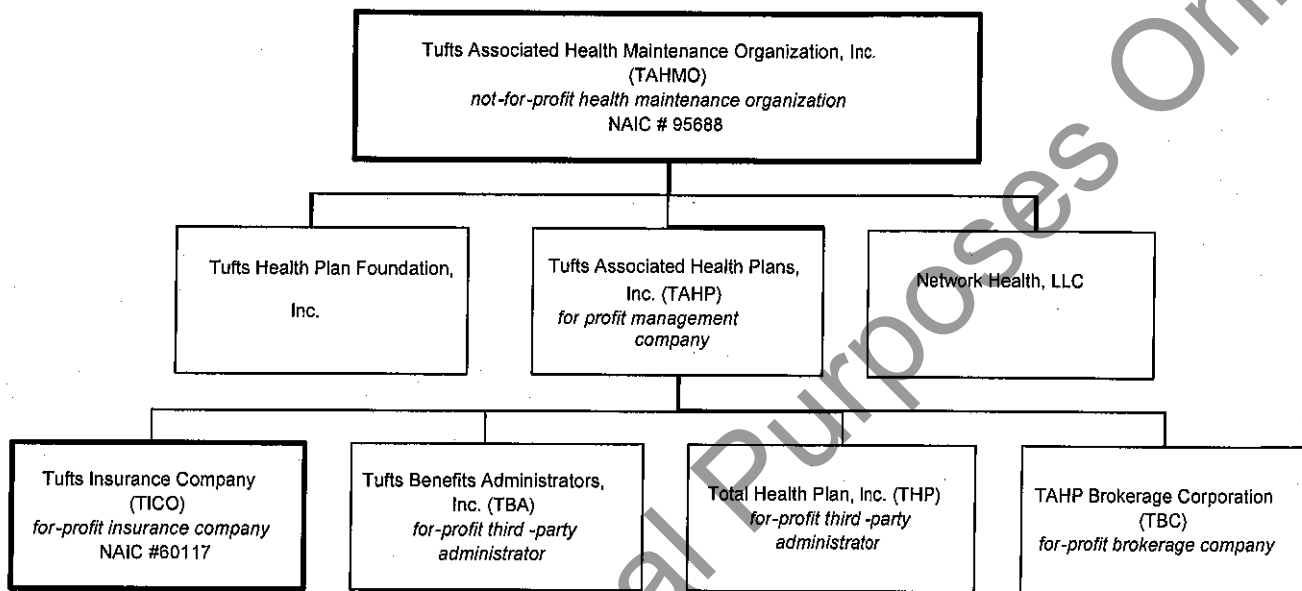 Tufts Associated Health Maintenance Organization, Inc.
(TAHMO)
not-for-profit health maintenance organization
NAIC # 95688
Tufts Health Plan Foundation,
Inc.
Tufts Associated Health Plans,
Inc. (TAHP)
for profit management
company
Network Health, LLC
Tufts Insurance Company
(TICO)
for-profit insurance company
NAIC #60117
Tufts Benefits Administrators,
Inc. (TBA)
for-profit third -party
administrator
Total Health Plan, Inc. (THP)
for-profit third -party
administrator
TAHP Brokerage Corporation
(TBC)
for-profit brokerage company
Purposes